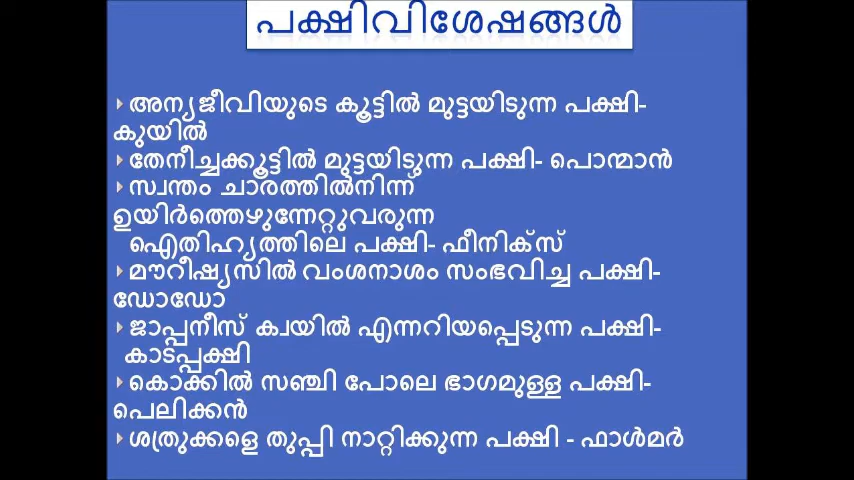 പക്ഷിവിശേഷങ്ങൾ
അന്യജീവിയുടെ കൂട്ടിൽ മുട്ടയിടുന്ന പക്ഷി-
കുയിൽ
തേനീച്ചക്കൂട്ടിൽ മുട്ടയിടുന്ന പക്ഷി- പൊന്മാൻ
സ്വന്തം ചാരത്തിൽനിന്ന്
ഉയിർത്തെഴുന്നേറ്റുവരുന്ന
ഐതിഹ്യത്തിലെ പക്ഷി- ഫീനിക്സ്
മൗറീഷ്യസിൽ വംശനാശം സംഭവിച്ച പക്ഷി-
ഡോഡോ
ജാപ്പനീസ് ക്വയിൽ എന്നറിയപ്പെടുന്ന പക്ഷി-
കാടപ്പക്ഷി
കൊക്കിൽ സഞ്ചി പോലെ ഭാഗമുള്ള പക്ഷി-
പെലിക്കൻ
ശത്രുക്കളെ തുപ്പി നാറ്റിക്കുന്ന പക്ഷി - ഫാൾമർ